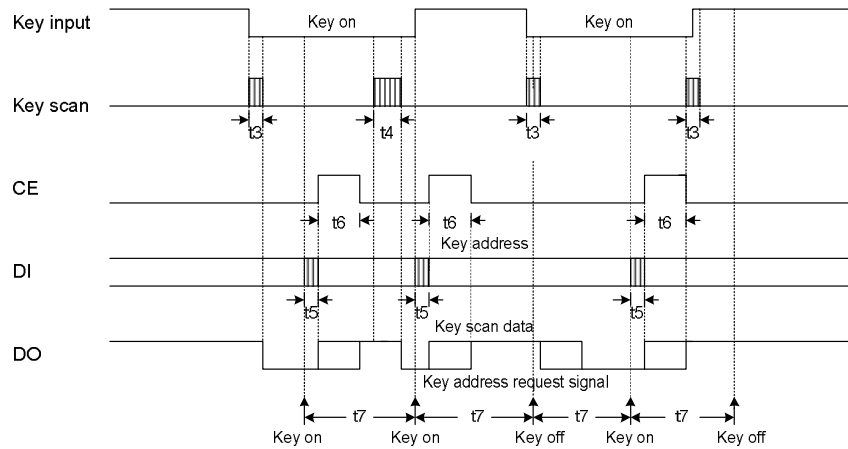 Key input
Key on
Key on
Key scan
t3
t4
t3
t3
CE
t6
t6
t6
Key address
DI
t5
t5
t5
Key scan data
DO
Key address request signal
t7
t7
t7
t7
Key on
Key on
Key off
Key on
Key off